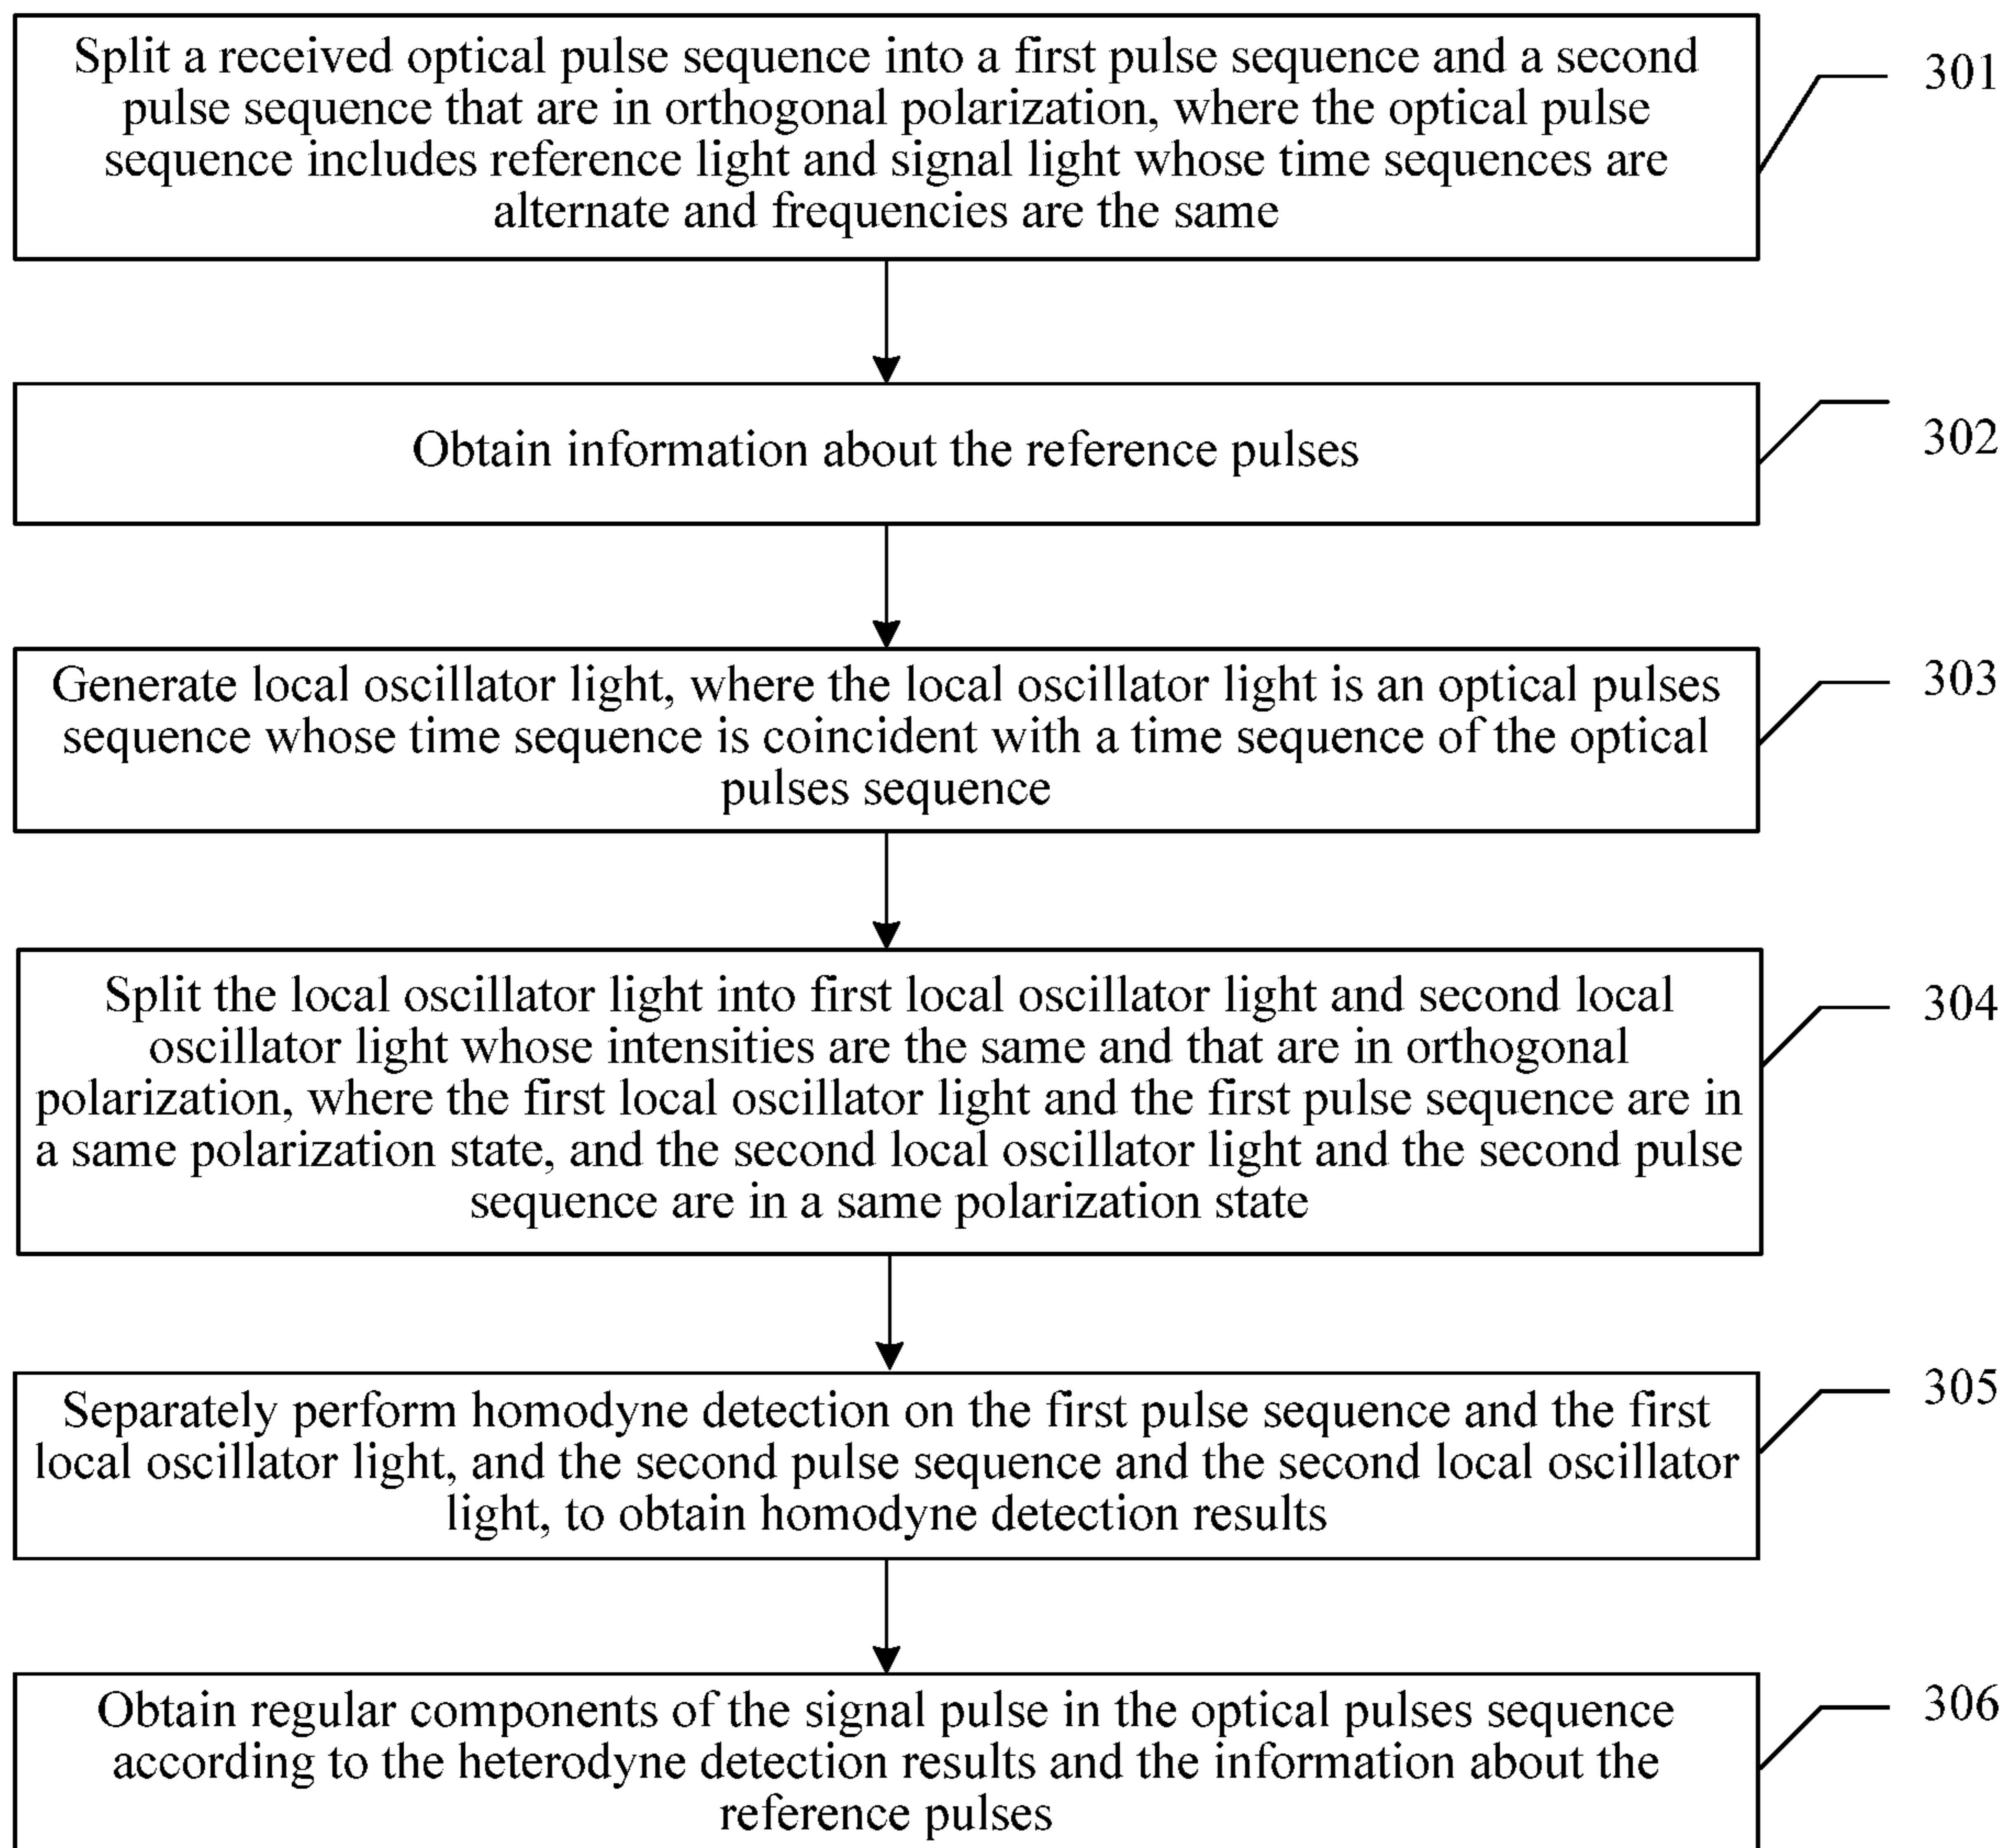 Split a received optical pulse sequence into a first pulse sequence and a second
pulse sequence that are in orthogonal polarization, where the optical pulse
sequence includes reference light and signal light whose time sequences are
alternate and frequencies are the same
301
Obtain information about the reference pulses
302
Generate local oscillator light, where the local oscillator light is an optical pulses
sequence whose time sequence is coincident with a time sequence of the optical
pulses sequence
303
Split the local oscillator light into first local oscillator light and second local
oscillator light whose intensities are the same and that are in orthogonal
polarization, where the first local oscillator light and the first pulse sequence are in
a same polarization state, and the second local oscillator light and the second pulse
sequence are in a same polarization state
304
Separately perform homodyne detection on the first pulse sequence and the first
local oscillator light, and the second pulse sequence and the second local oscillator
light, to obtain homodyne detection results
305
Obtain regular components of the signal pulse in the optical pulses sequence
according to the heterodyne detection results and the information about the
reference pulses
306